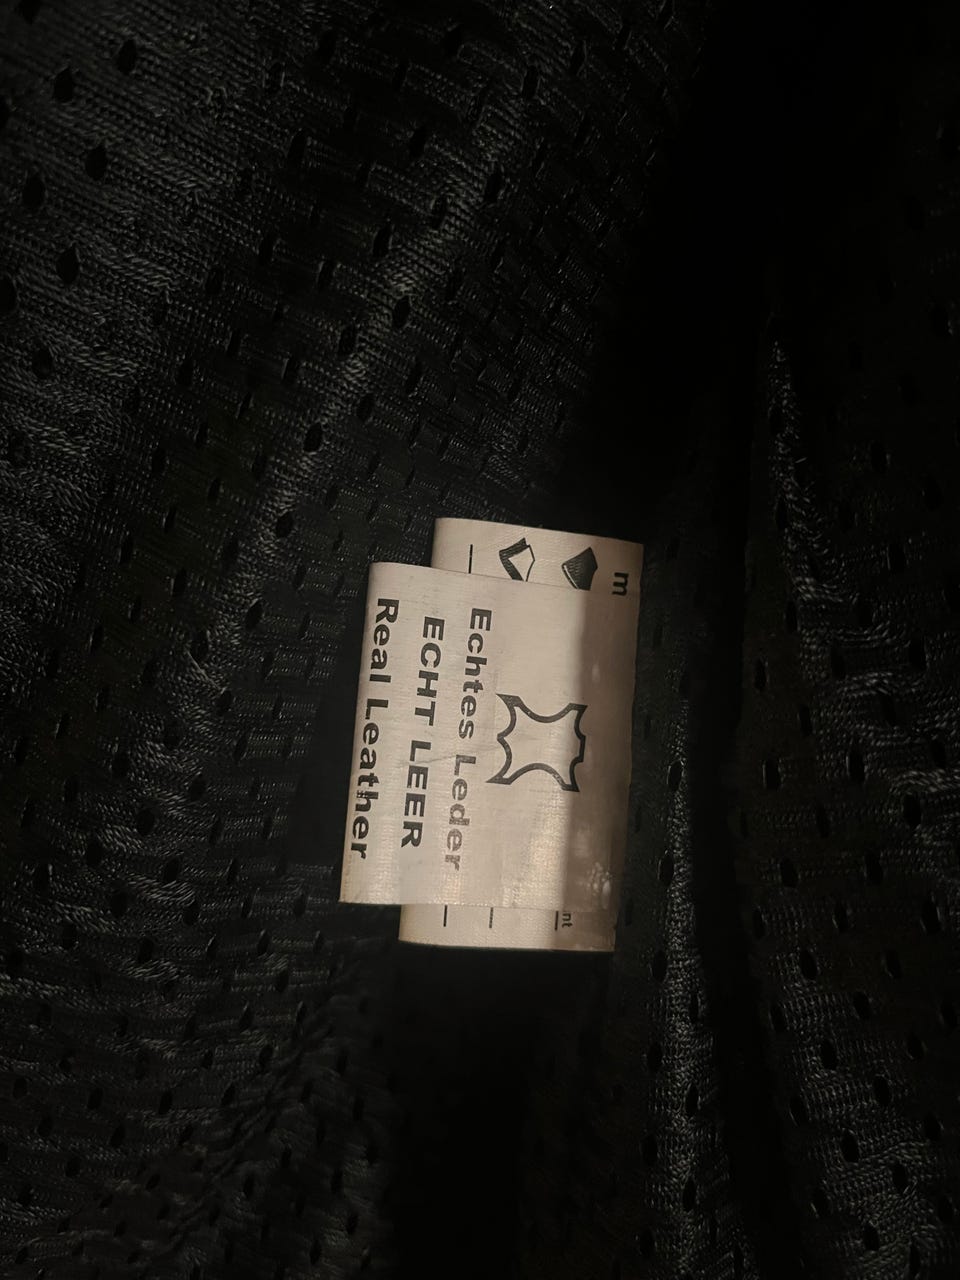 Echtes Leder
ECHT LEER
Real Leather
m